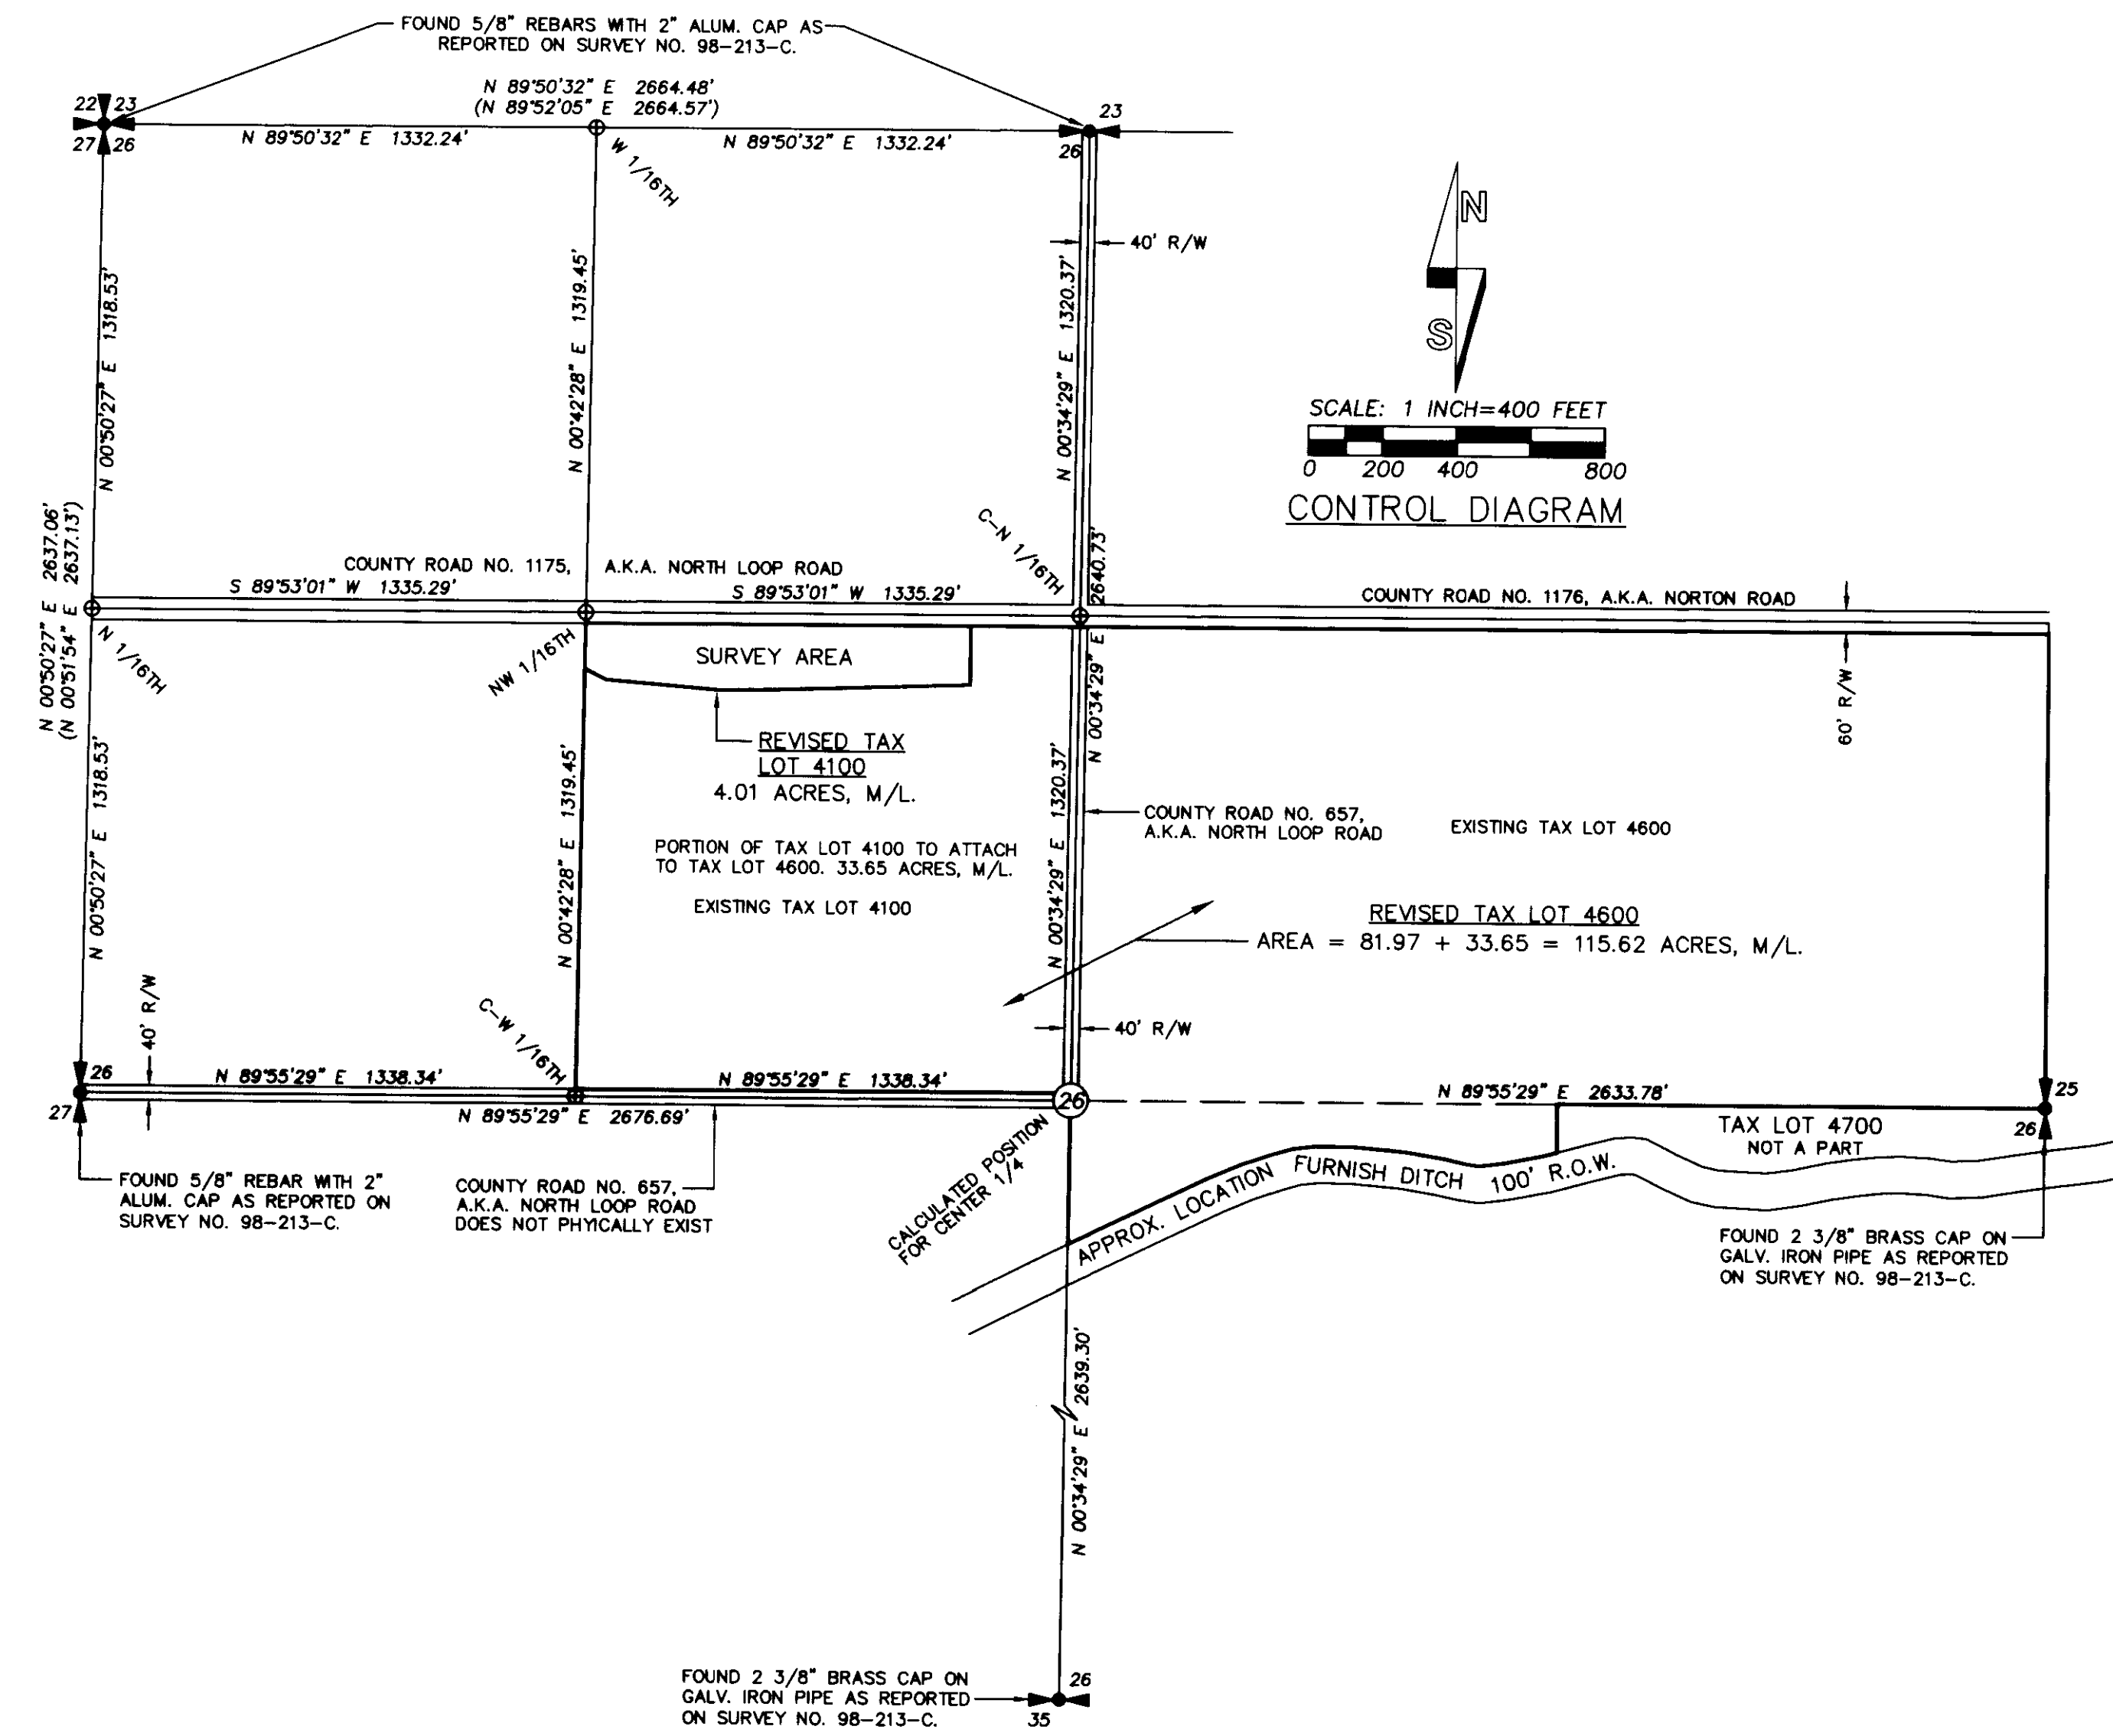 FOUND 5/8" REBARS WITH 2" ALUM. CAP AS
REPORTED ON SURVEY NO. 98-213-C.
N 89°50'32" E 2664.48'
(N 89°52'05" E 2664.57')
22 23
27 26
N 89°50'32" E 1332.24'
N 89°50'32" E 1332.24'
23
26
W 1/16TH
40' R/W
N 00°50'27" E 1318.53'
N 00°42'28" E 1319.45'
N 00°34'29" E 1320.37'
N
S
SCALE: 1 INCH=400 FEET
0 200 400 800
CONTROL DIAGRAM
N 00°50'27" E 2637.06'
(N 00°51'54" E 2637.13')
COUNTY ROAD NO. 1175, A.K.A. NORTH LOOP ROAD
S 89°53'01" W 1335.29'
S 89°53'01" W 1335.29'
C-N 1/16TH
N 00°34'29" E 2640.73'
COUNTY ROAD NO. 1176, A.K.A. NORTON ROAD
N 1/16TH
NW 1/16TH
SURVEY AREA
60' R/W
REVISED TAX
LOT 4100
4.01 ACRES, M/L.
N 00°50'27" E 1318.53'
N 00°42'28" E 1319.45'
N 00°34'29" E 1320.37'
PORTION OF TAX LOT 4100 TO ATTACH
TO TAX LOT 4600. 33.65 ACRES, M/L.
EXISTING TAX LOT 4100
COUNTY ROAD NO. 657,
A.K.A. NORTH LOOP ROAD
EXISTING TAX LOT 4600
REVISED TAX LOT 4600
AREA = 81.97 + 33.65 = 115.62 ACRES, M/L.
40' R/W
C-W 1/16TH
40' R/W
26
27
N 89°55'29" E 1338.34'
N 89°55'29" E 1338.34'
N 89°55'29" E 2676.69'
26
N 89°55'29" E 2633.78'
25
26
TAX LOT 4700
NOT A PART
CALCULATED POSITION
FOR CENTER 1/4
APPROX. LOCATION FURNISH DITCH 100' R.O.W.
FOUND 5/8" REBAR WITH 2"
ALUM. CAP AS REPORTED ON
SURVEY NO. 98-213-C.
COUNTY ROAD NO. 657,
A.K.A. NORTH LOOP ROAD
DOES NOT PHYICALLY EXIST
FOUND 2 3/8" BRASS CAP ON
GALV. IRON PIPE AS REPORTED
ON SURVEY NO. 98-213-C.
N 00°34'29" E 2639.30'
FOUND 2 3/8" BRASS CAP ON
GALV. IRON PIPE AS REPORTED
ON SURVEY NO. 98-213-C.
26
35